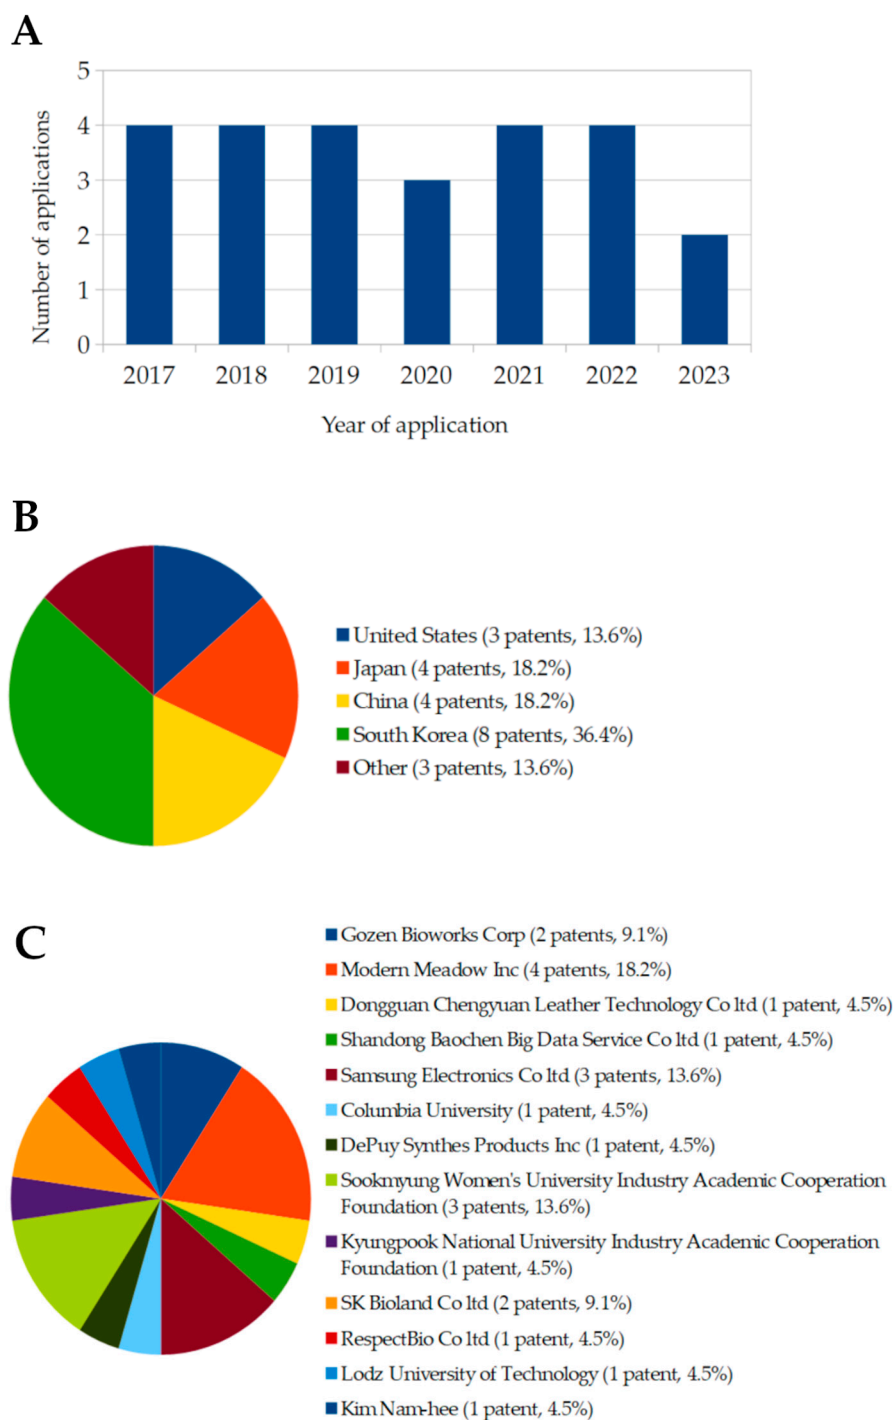 A
5
4
3
2
1
0
Number of applications
2017 2018 2019 2020 2021 2022 2023
Year of application
B
United States (3 patents, 13.6%)
Japan (4 patents, 18.2%)
China (4 patents, 18.2%)
South Korea (8 patents, 36.4%)
Other (3 patents, 13.6%)
C
Gozen Bioworks Corp (2 patents, 9.1%)
Modern Meadow Inc (4 patents, 18.2%)
Dongguan Chengyuan Leather Technology Co ltd (1 patent, 4.5%)
Shandong Baochen Big Data Service Co ltd (1 patent, 4.5%)
Samsung Electronics Co ltd (3 patents, 13.6%)
Columbia University (1 patent, 4.5%)
DePuy Synthes Products Inc (1 patent, 4.5%)
Sookmyung Women's University Industry Academic Cooperation
Foundation (3 patents, 13.6%)
Kyungpook National University Industry Academic Cooperation
Foundation (1 patent, 4.5%)
SK Bioland Co ltd (2 patents, 9.1%)
RespectBio Co ltd (1 patent, 4.5%)
Lodz University of Technology (1 patent, 4.5%)
Kim Nam-hee (1 patent, 4.5%)